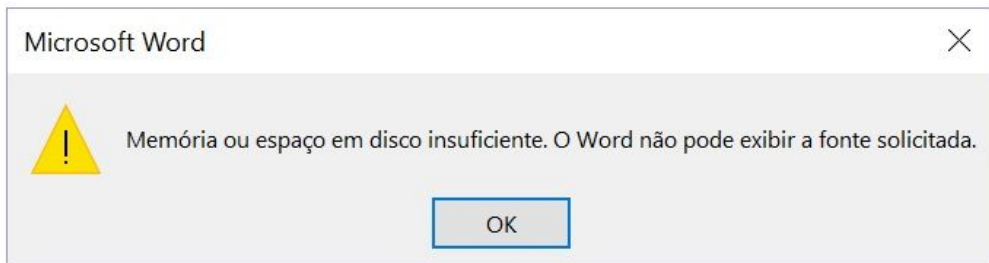 Microsoft Word
Memória ou espaço em disco insuficiente. O Word não pode exibir a fonte solicitada.
OK